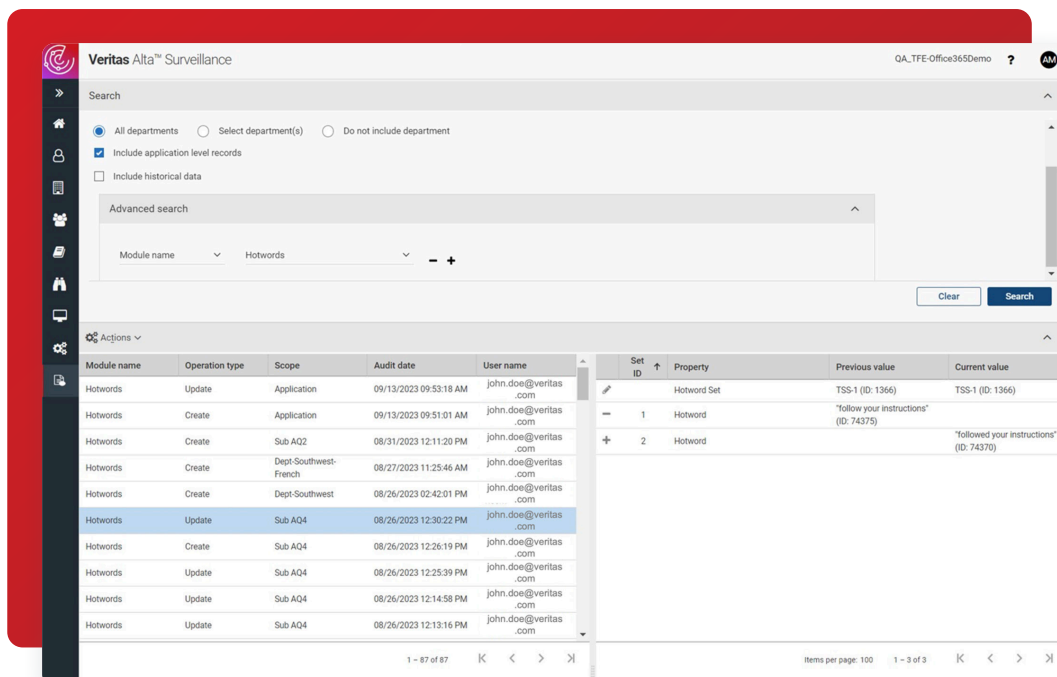 Veritas Alta™ Surveillance
QA_TFE-Office365Demo ? AM
Search
All departments Select department(s) Do not include department
Include application level records
Include historical data
Advanced search
Module name Hotwords
Clear Search
Actions
Module name Operation type Scope Audit date User name
Hotwords Update Application 09/13/2023 09:53:18 AM john.doe@veritas
.com
Hotwords Create Application 09/13/2023 09:51:01 AM john.doe@veritas
.com
Hotwords Create Sub AQ2 08/31/2023 12:11:20 PM john.doe@veritas
.com
Hotwords Create Dept-Southwest-
French 08/27/2023 11:25:46 AM john.doe@veritas
.com
Hotwords Create Dept-Southwest 08/26/2023 02:42:01 PM john.doe@veritas
.com
Hotwords Update Sub AQ4 08/26/2023 12:30:22 PM john.doe@veritas
.com
Hotwords Create Sub AQ4 08/26/2023 12:26:19 PM john.doe@veritas
.com
Hotwords Update Sub AQ4 08/26/2023 12:25:39 PM john.doe@veritas
.com
Hotwords Update Sub AQ4 08/26/2023 12:14:58 PM john.doe@veritas
.com
Hotwords Update Sub AQ4 08/26/2023 12:13:16 PM john.doe@veritas
.com
1 – 87 of 87
Set
ID Property Previous value Current value
Hotword Set TSS-1 (ID: 1366) TSS-1 (ID: 1366)
1 Hotword "follow your instructions"
(ID: 74375)
2 Hotword "followed your instructions"
(ID: 74370)
Items per page: 100 1 – 3 of 3